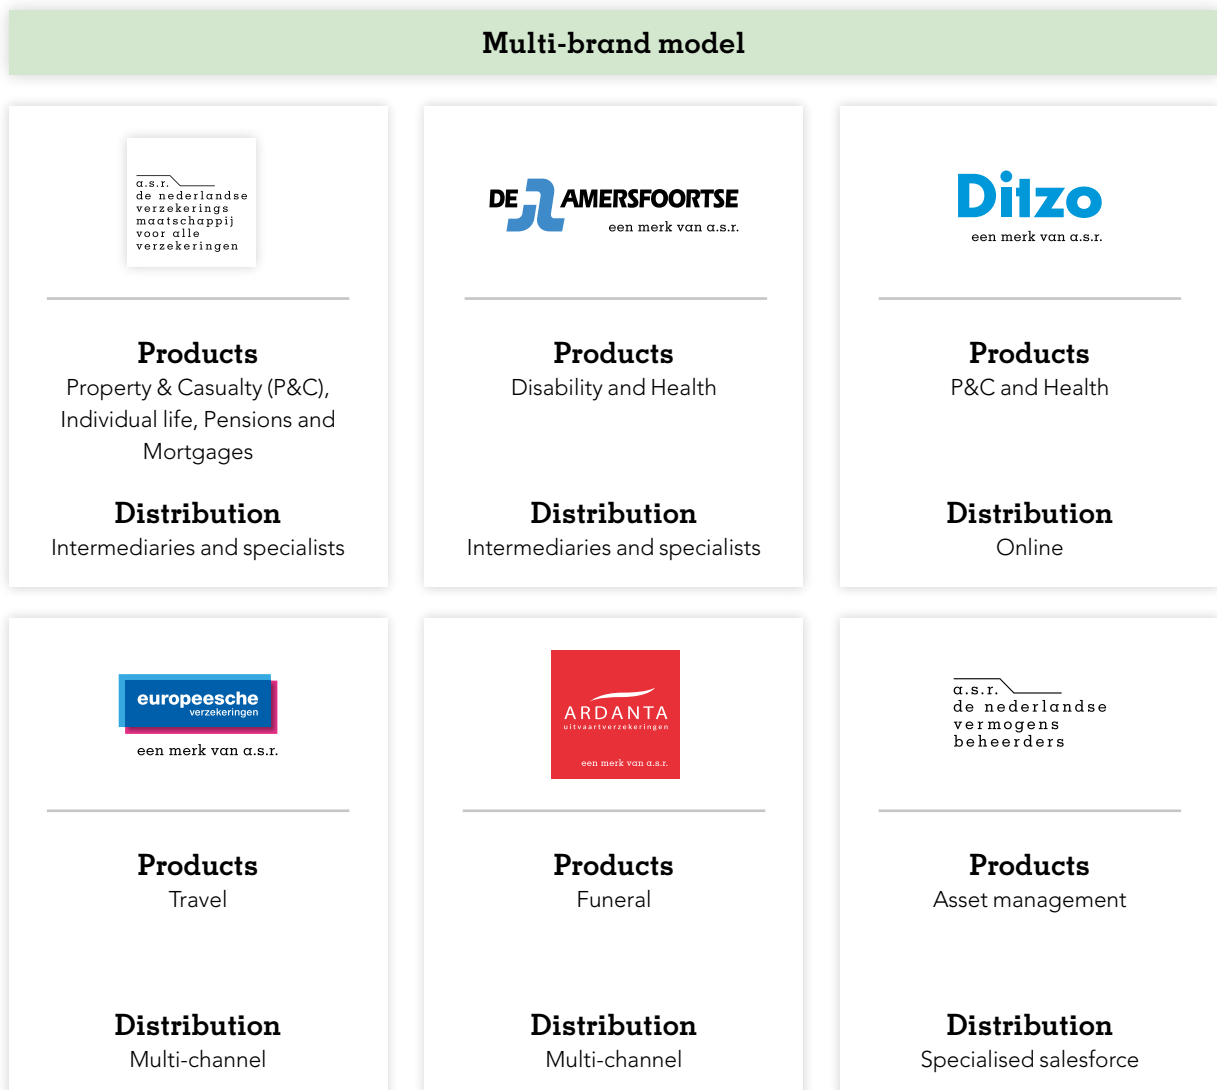 Multi-brand model
a.s.r.
de nederlandse
verzekerings
maatschappij
voor alle
verzekeringen
Products
Property & Casualty (P&C),
Individual life, Pensions and
Mortgages
Distribution
Intermediaries and specialists
DE AMERSFOORTSE
een merk van a.s.r.
Products
Disability and Health
Distribution
Intermediaries and specialists
Ditzo
een merk van a.s.r.
Products
P&C and Health
Distribution
Online
europeesche
verzekeringen
een merk van a.s.r.
Products
Travel
Distribution
Multi-channel
ARDANTA
uitvaartverzekeringen
een merk van a.s.r.
Products
Funeral
Distribution
Multi-channel
a.s.r.
de nederlandse
vermogens
beheerders
Products
Asset management
Distribution
Specialised salesforce